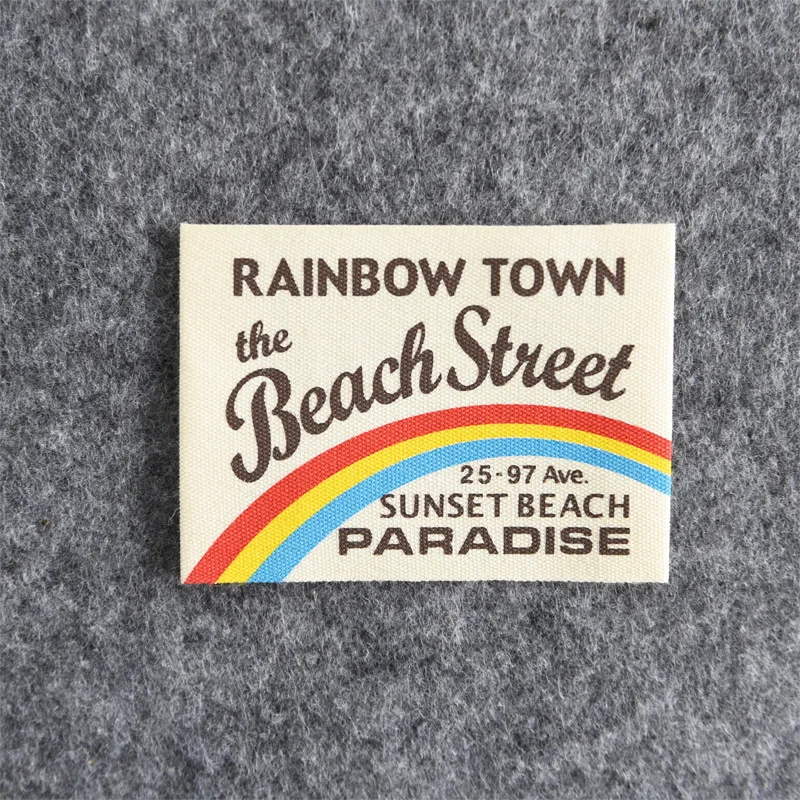 RAINBOW TOWN
the
Beach Street
25-97 Ave.
SUNSET BEACH
PARADISE